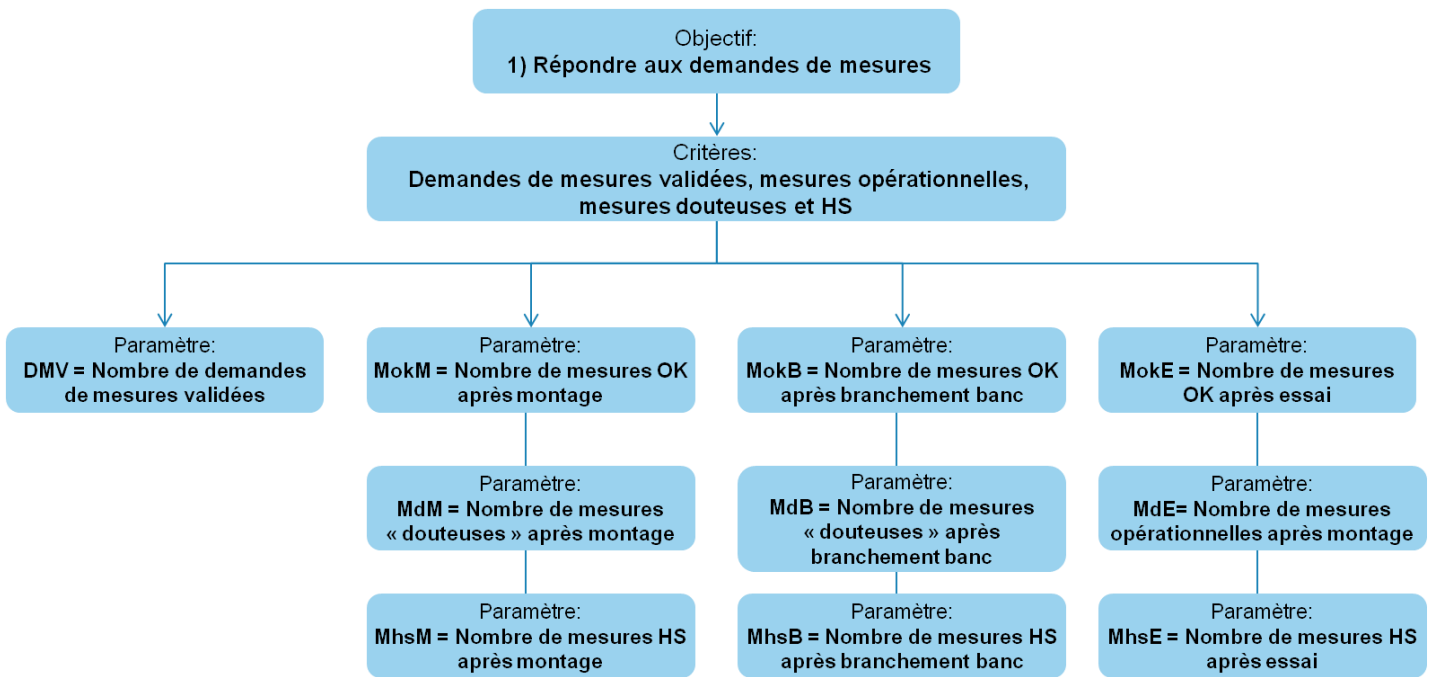 Objectif:
1) Répondre aux demandes de mesures
Critères:
Demandes de mesures validées, mesures opérationnelles,
mesures douteuses et HS
Paramètre:
DMV = Nombre de demandes
de mesures validées
Paramètre:
MokM = Nombre de mesures OK
après montage
Paramètre:
MokB = Nombre de mesures OK
après branchement banc
Paramètre:
MokE = Nombre de mesures
OK après essai
Paramètre:
MdM = Nombre de mesures
« douteuses » après montage
Paramètre:
MdB = Nombre de mesures
« douteuses » après
branchement banc
Paramètre:
MdE= Nombre de mesures
opérationnelles après montage
Paramètre:
MhsM = Nombre de mesures HS
après montage
Paramètre:
MhsB = Nombre de mesures HS
après branchement banc
Paramètre:
MhsE = Nombre de mesures HS
après essai